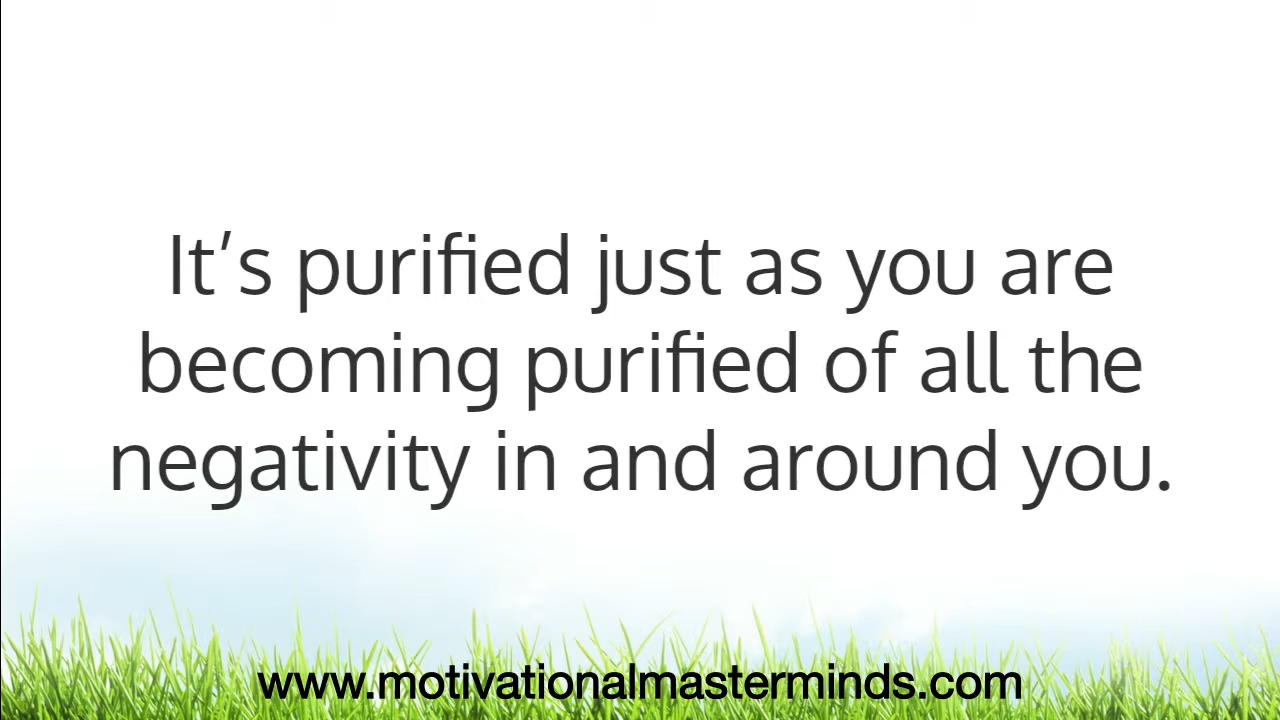 It’s purified just as you are
becoming purified of all the
negativity in and around you.
www.motivationalmasterminds.com